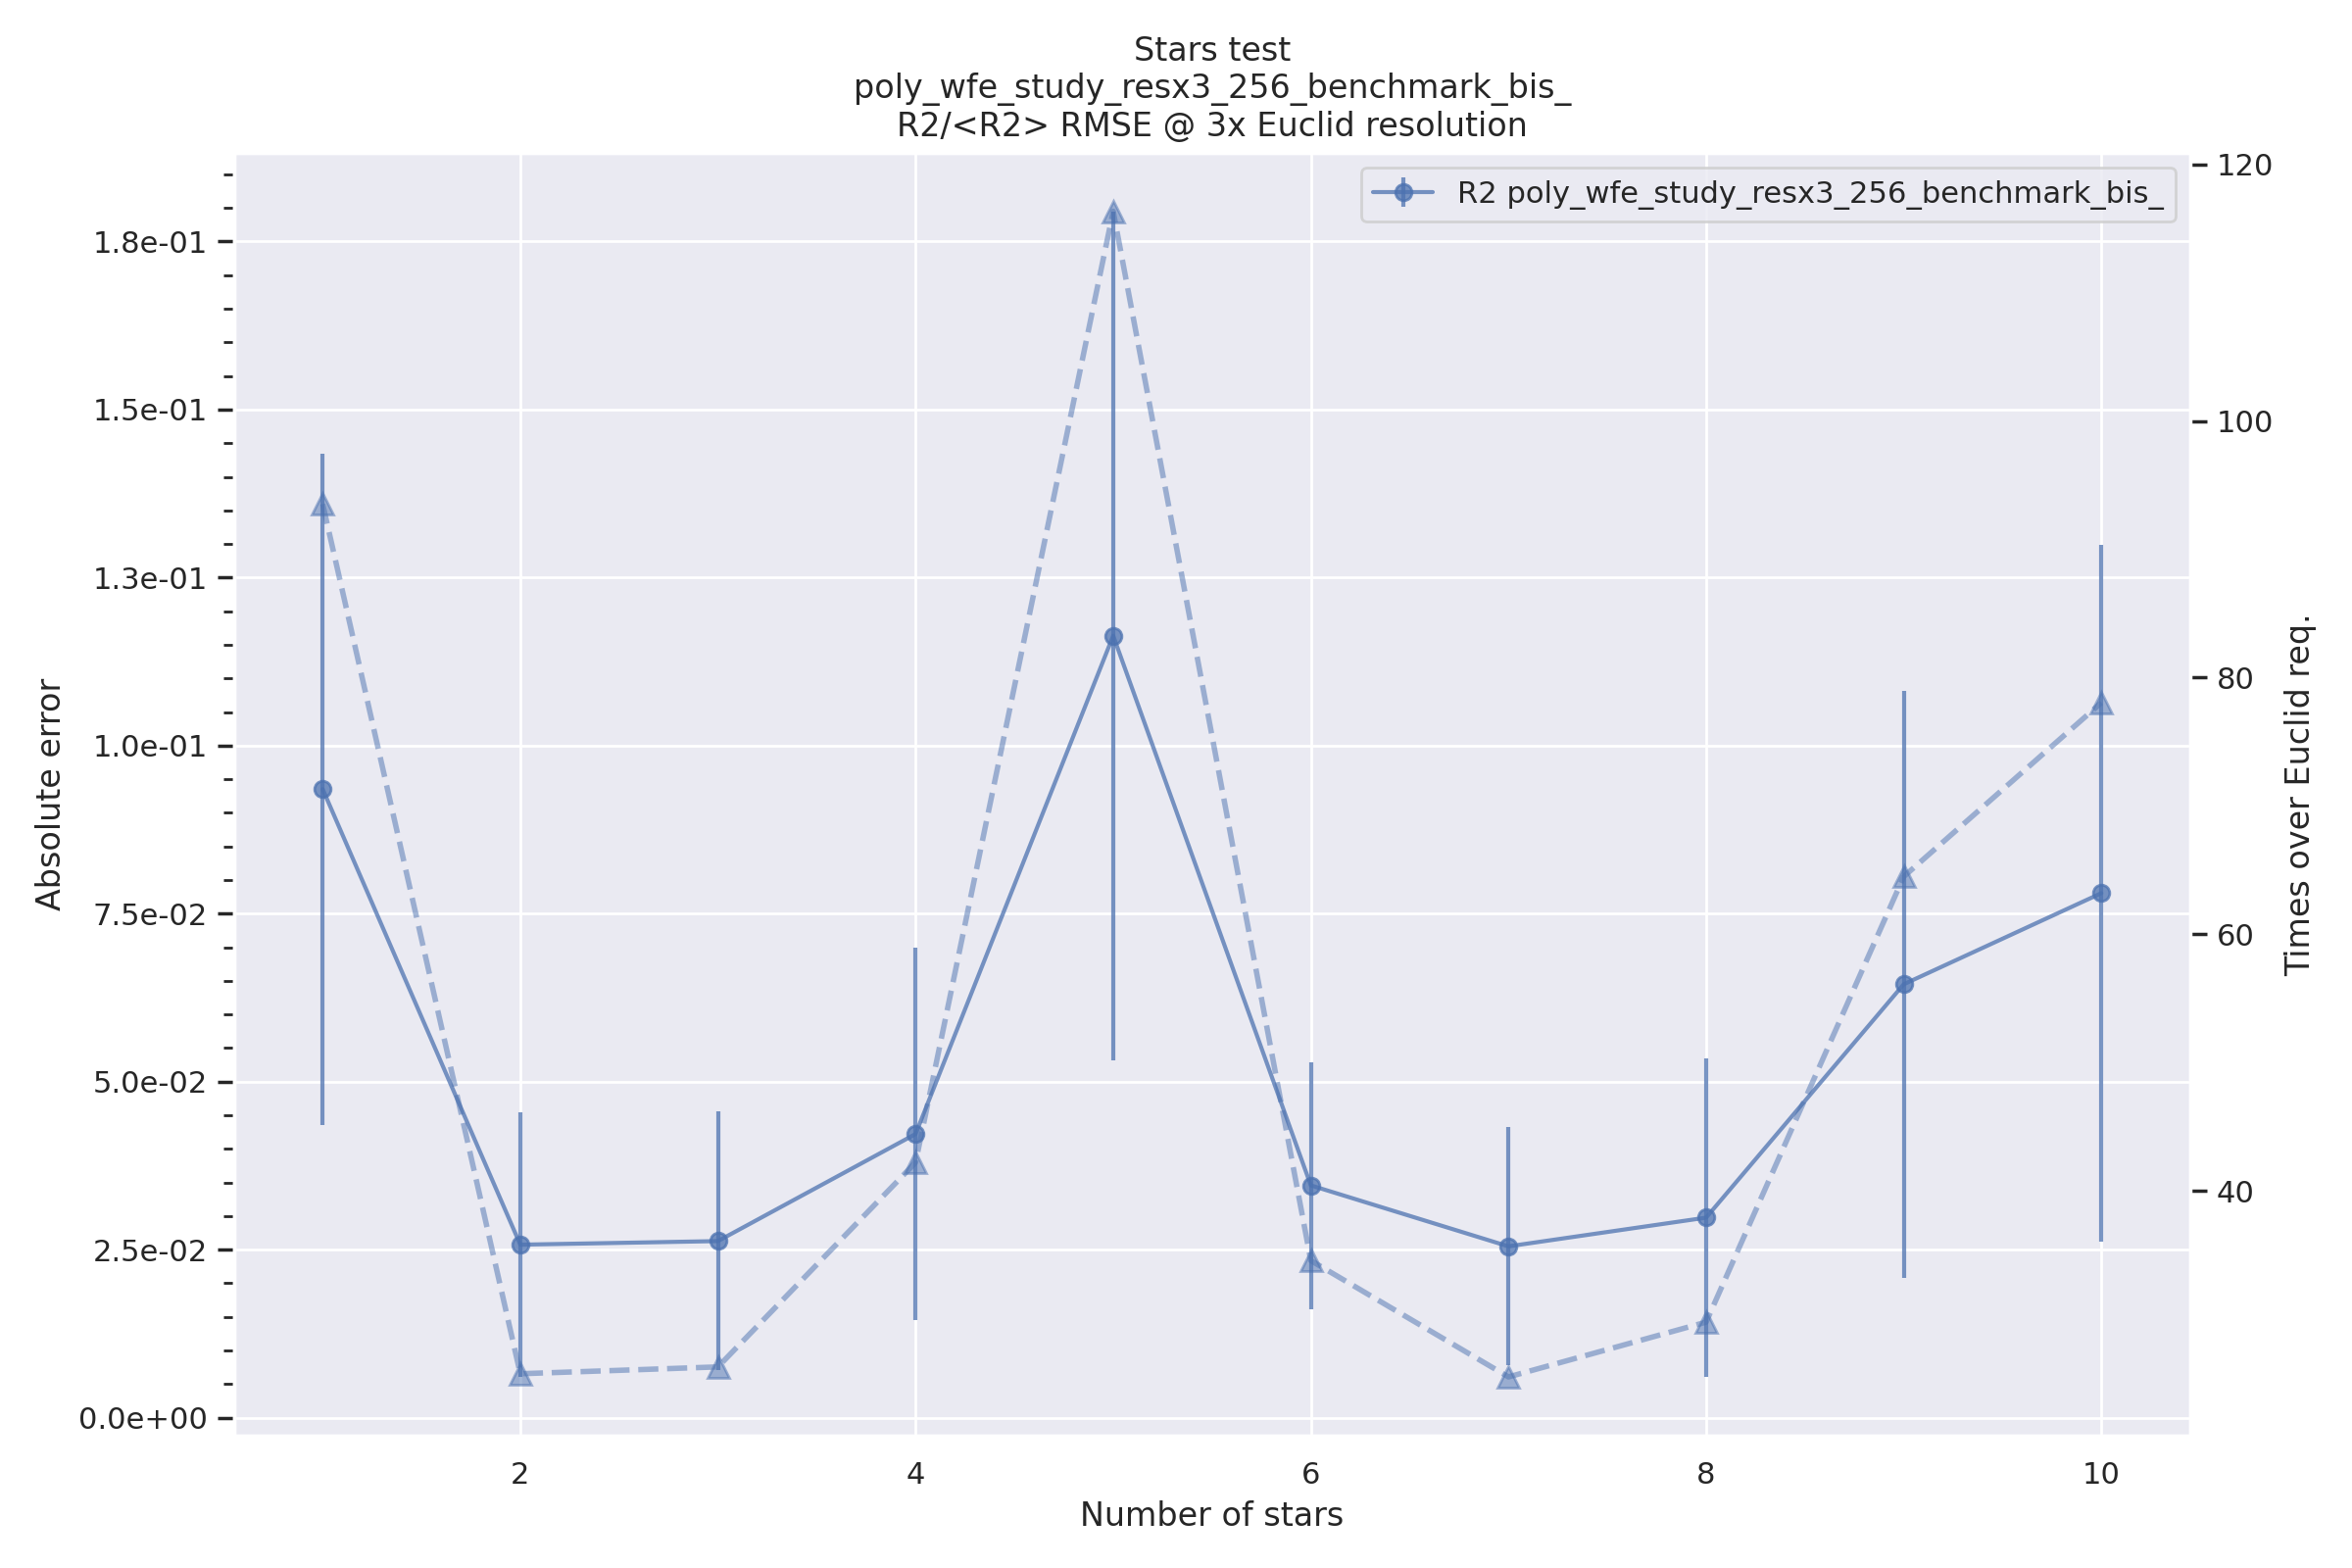 Stars test
poly_wfe_study_resx3_256_benchmark_bis_
R2/<R2> RMSE @ 3x Euclid resolution
R2 poly_wfe_study_resx3_256_benchmark_bis_
Absolute error
1.8e-01
1.5e-01
1.3e-01
1.0e-01
7.5e-02
5.0e-02
2.5e-02
0.0e+00
120
100
80
60
40
Times over Euclid req.
2
4
6
8
10
Number of stars